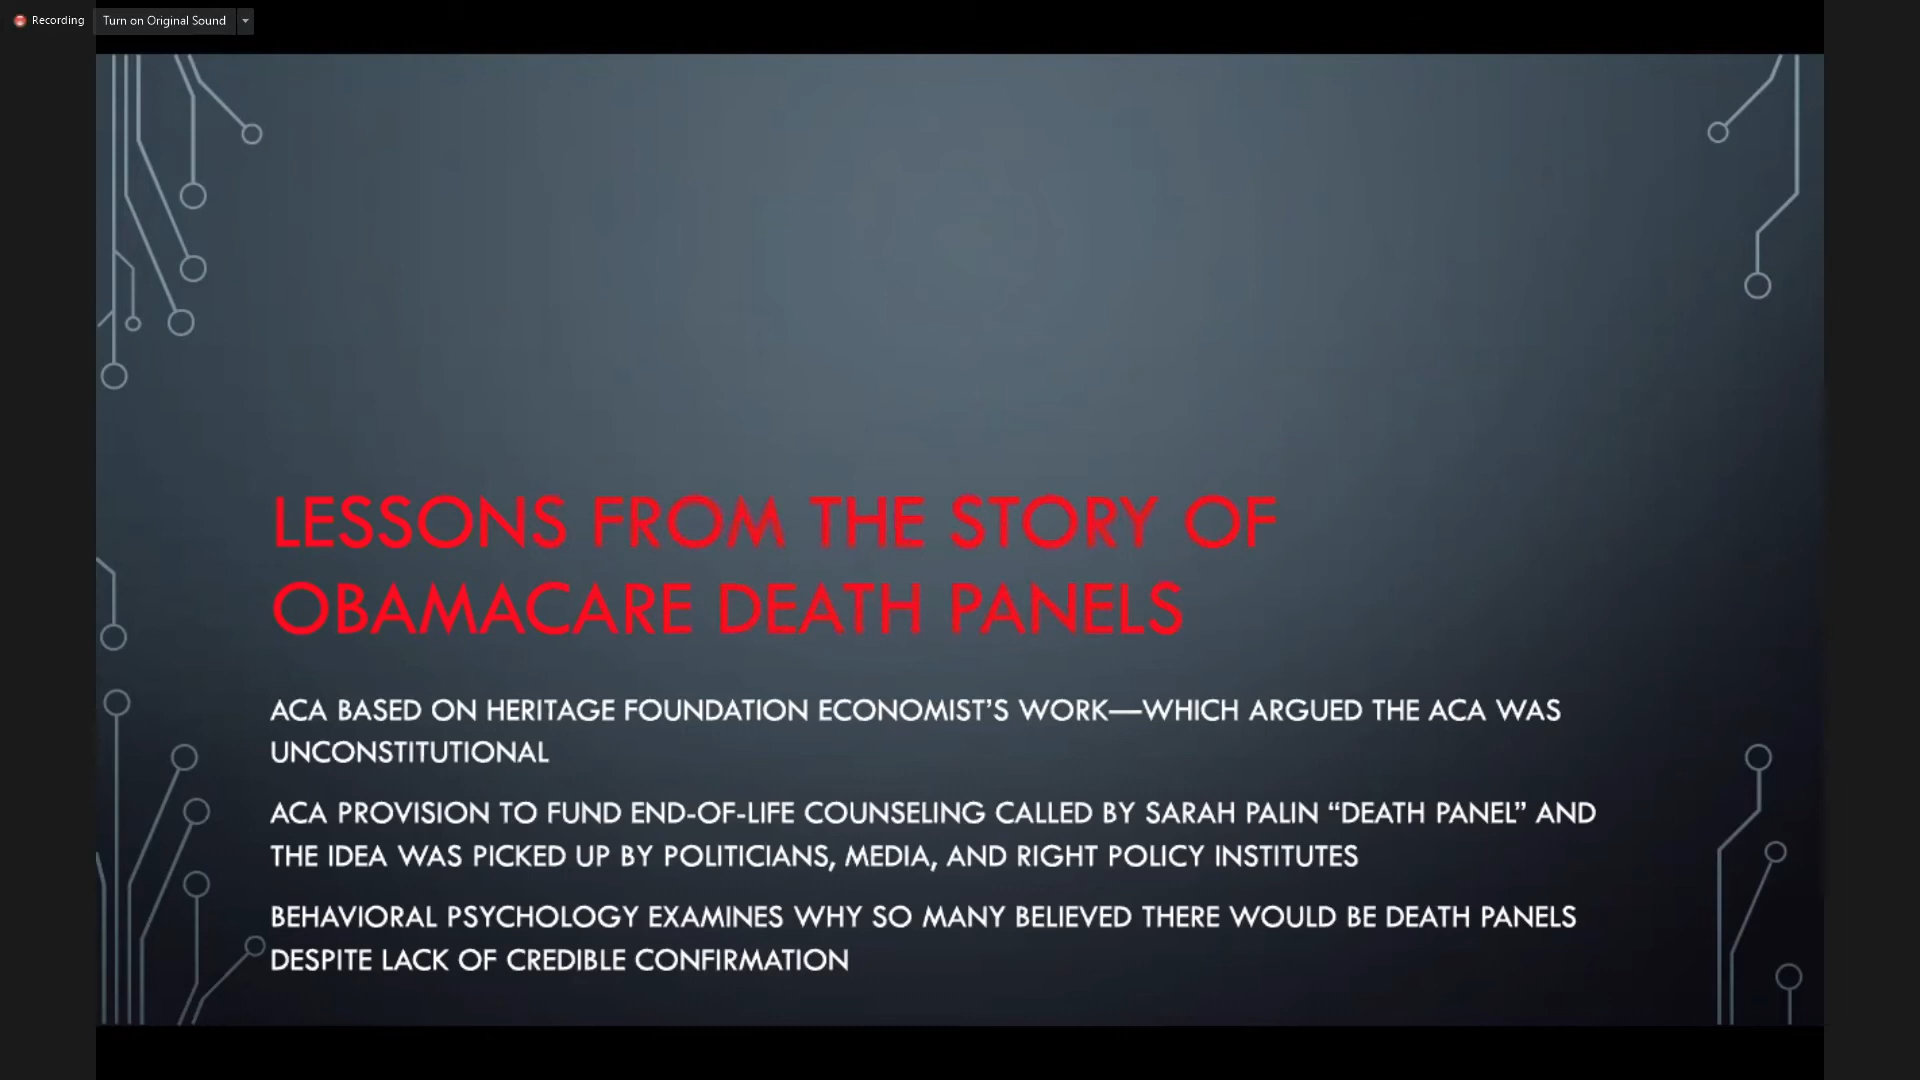 Recording
Turn on Original Sound
LESSONS FROM THE STORY OF
OBAMACARE DEATH PANELS
ACA BASED ON HERITAGE FOUNDATION ECONOMIST’S WORK—WHICH ARGUED THE ACA WAS
UNCONSTITUTIONAL
ACA PROVISION TO FUND END-OF-LIFE COUNSELING CALLED BY SARAH PALIN “DEATH PANEL” AND
THE IDEA WAS PICKED UP BY POLITICIANS, MEDIA, AND RIGHT POLICY INSTITUTES
BEHAVIORAL PSYCHOLOGY EXAMINES WHY SO MANY BELIEVED THERE WOULD BE DEATH PANELS
DESPITE LACK OF CREDIBLE CONFIRMATION